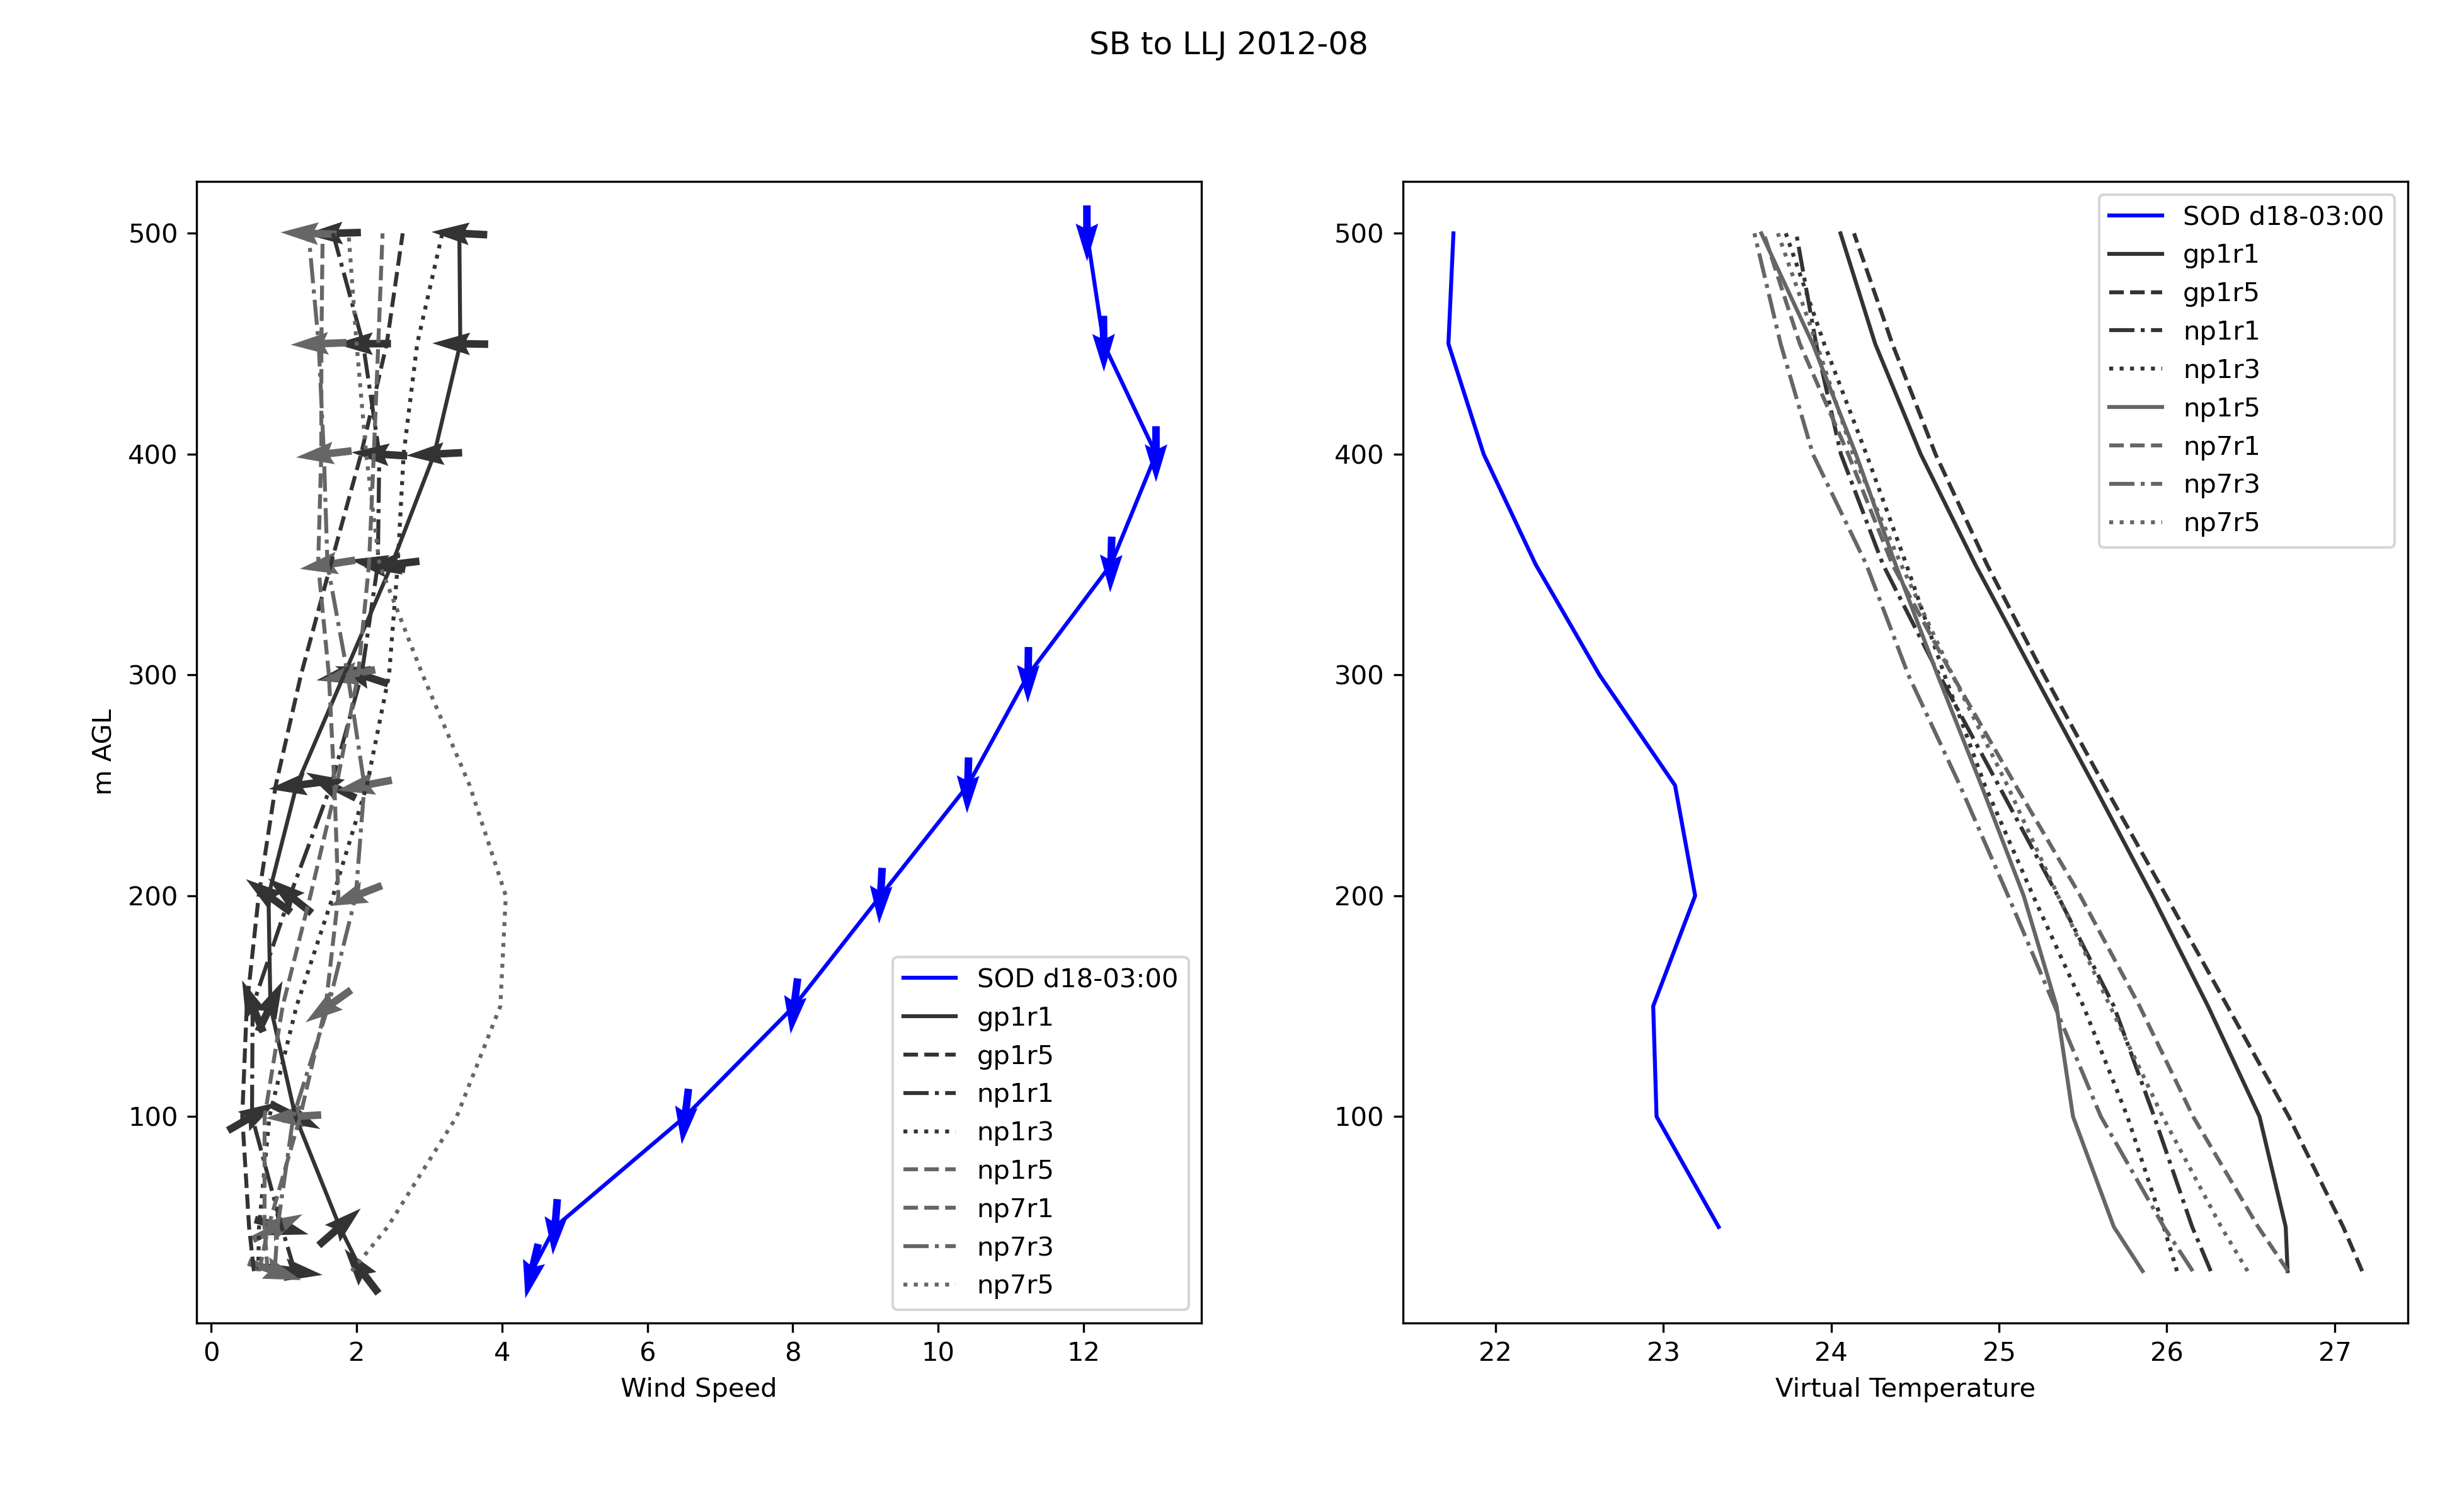 SB to LLJ 2012-08
m AGL
500
400
300
200
100
0 2 4 6 8 10 12
Wind Speed
SOD d18-03:00
gp1r1
gp1r5
np1r1
np1r3
np1r5
np7r1
np7r3
np7r5
500
400
300
200
100
22 23 24 25 26 27
Virtual Temperature
SOD d18-03:00
gp1r1
gp1r5
np1r1
np1r3
np1r5
np7r1
np7r3
np7r5